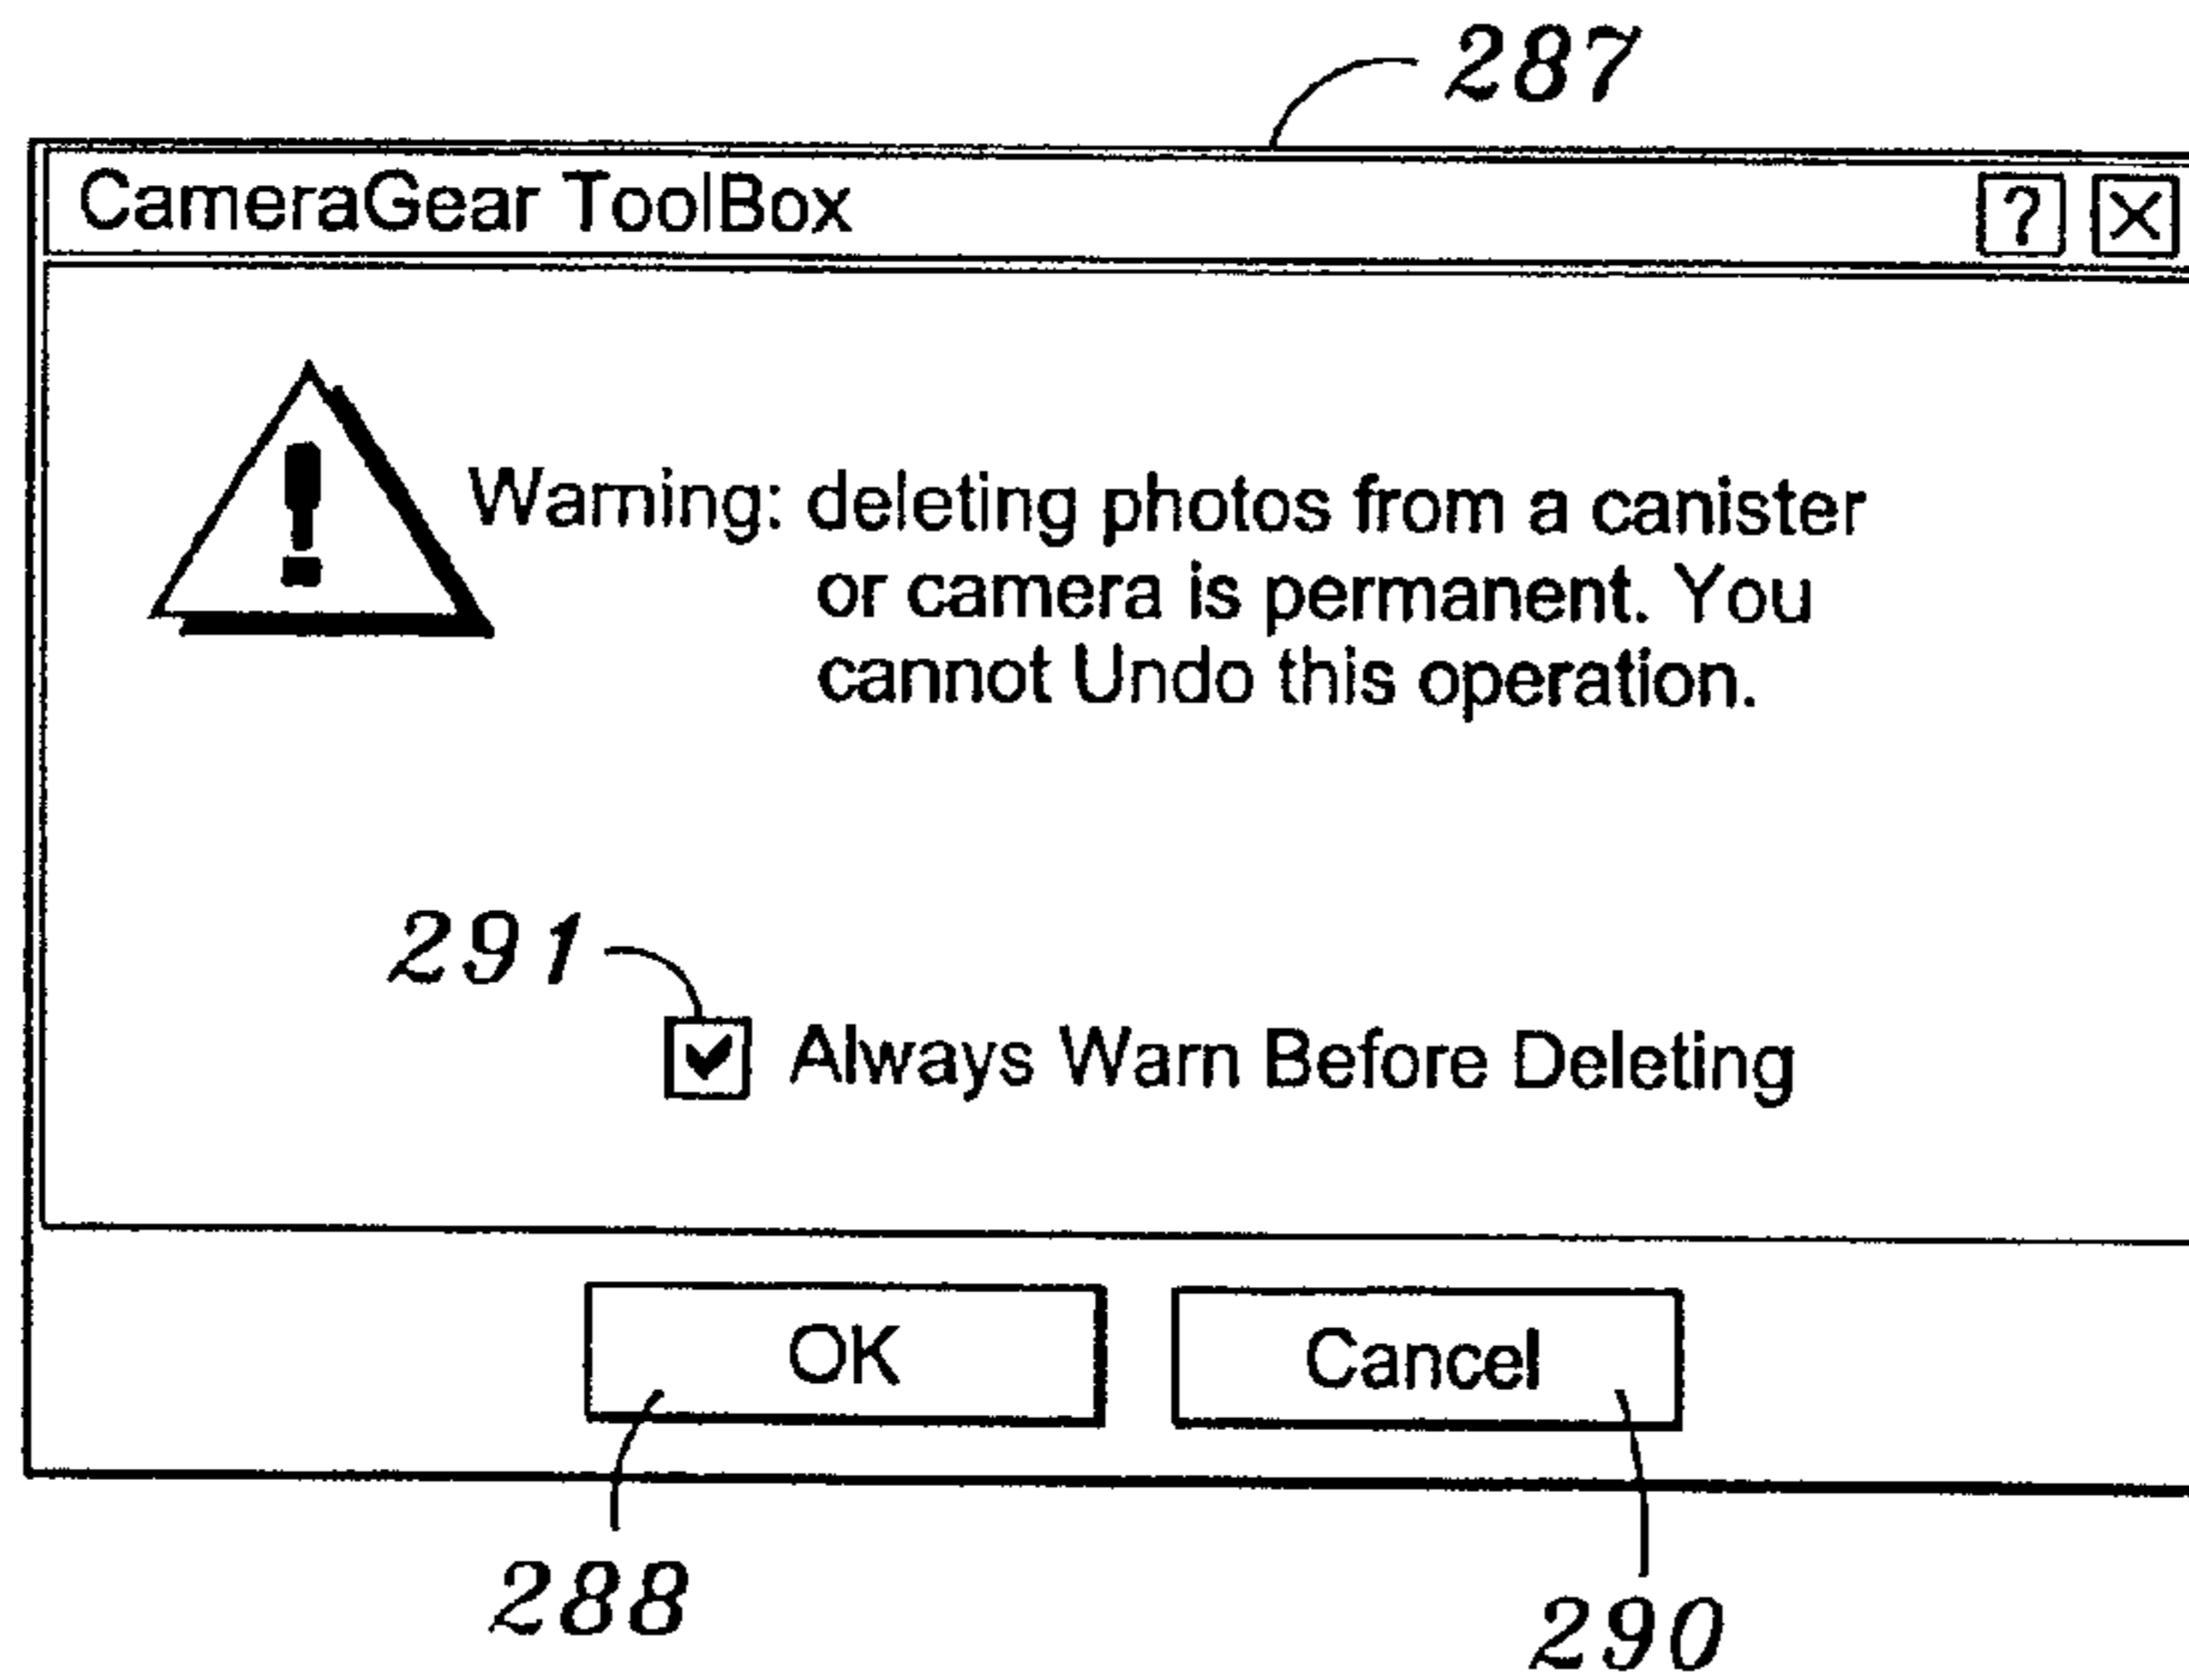 287
CameraGear ToolBox ? X
Warning: deleting photos from a canister
or camera is permanent. You
cannot Undo this operation.
291
Always Warn Before Deleting
OK Cancel
288
290